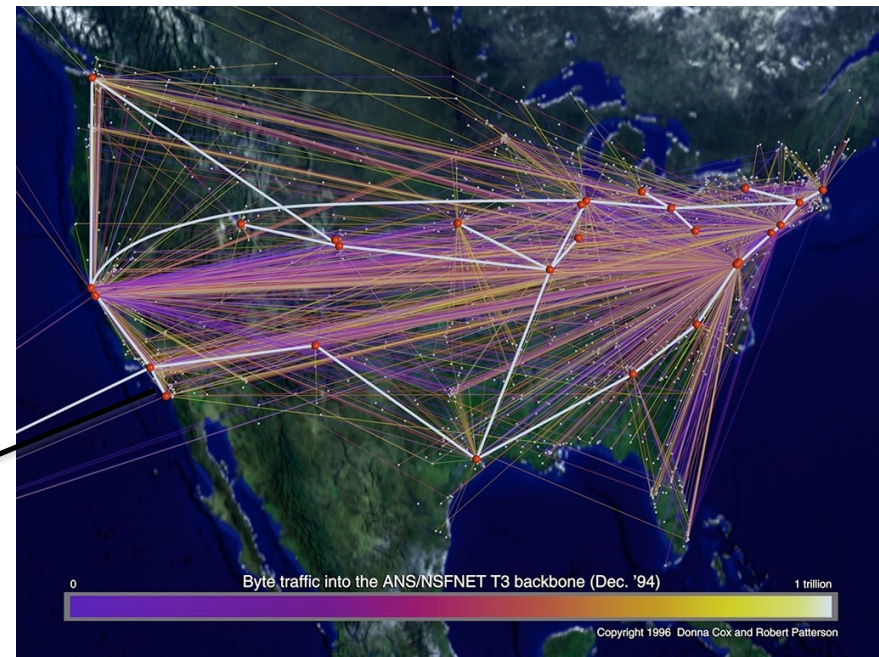 Byte traffic into the ANS/NSFNET T3 backbone (Dec. '94)
0
1 trillion
Copyright 1996 Donna Cox and Robert Patterson